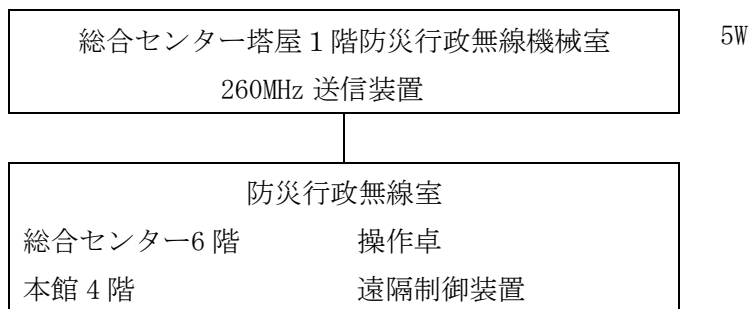 総合センター塔屋１階防災行政無線機械室 5W
260MHz 送信装置
防災行政無線室
総合センター6 階 操作卓
本館 4 階 遠隔制御装置